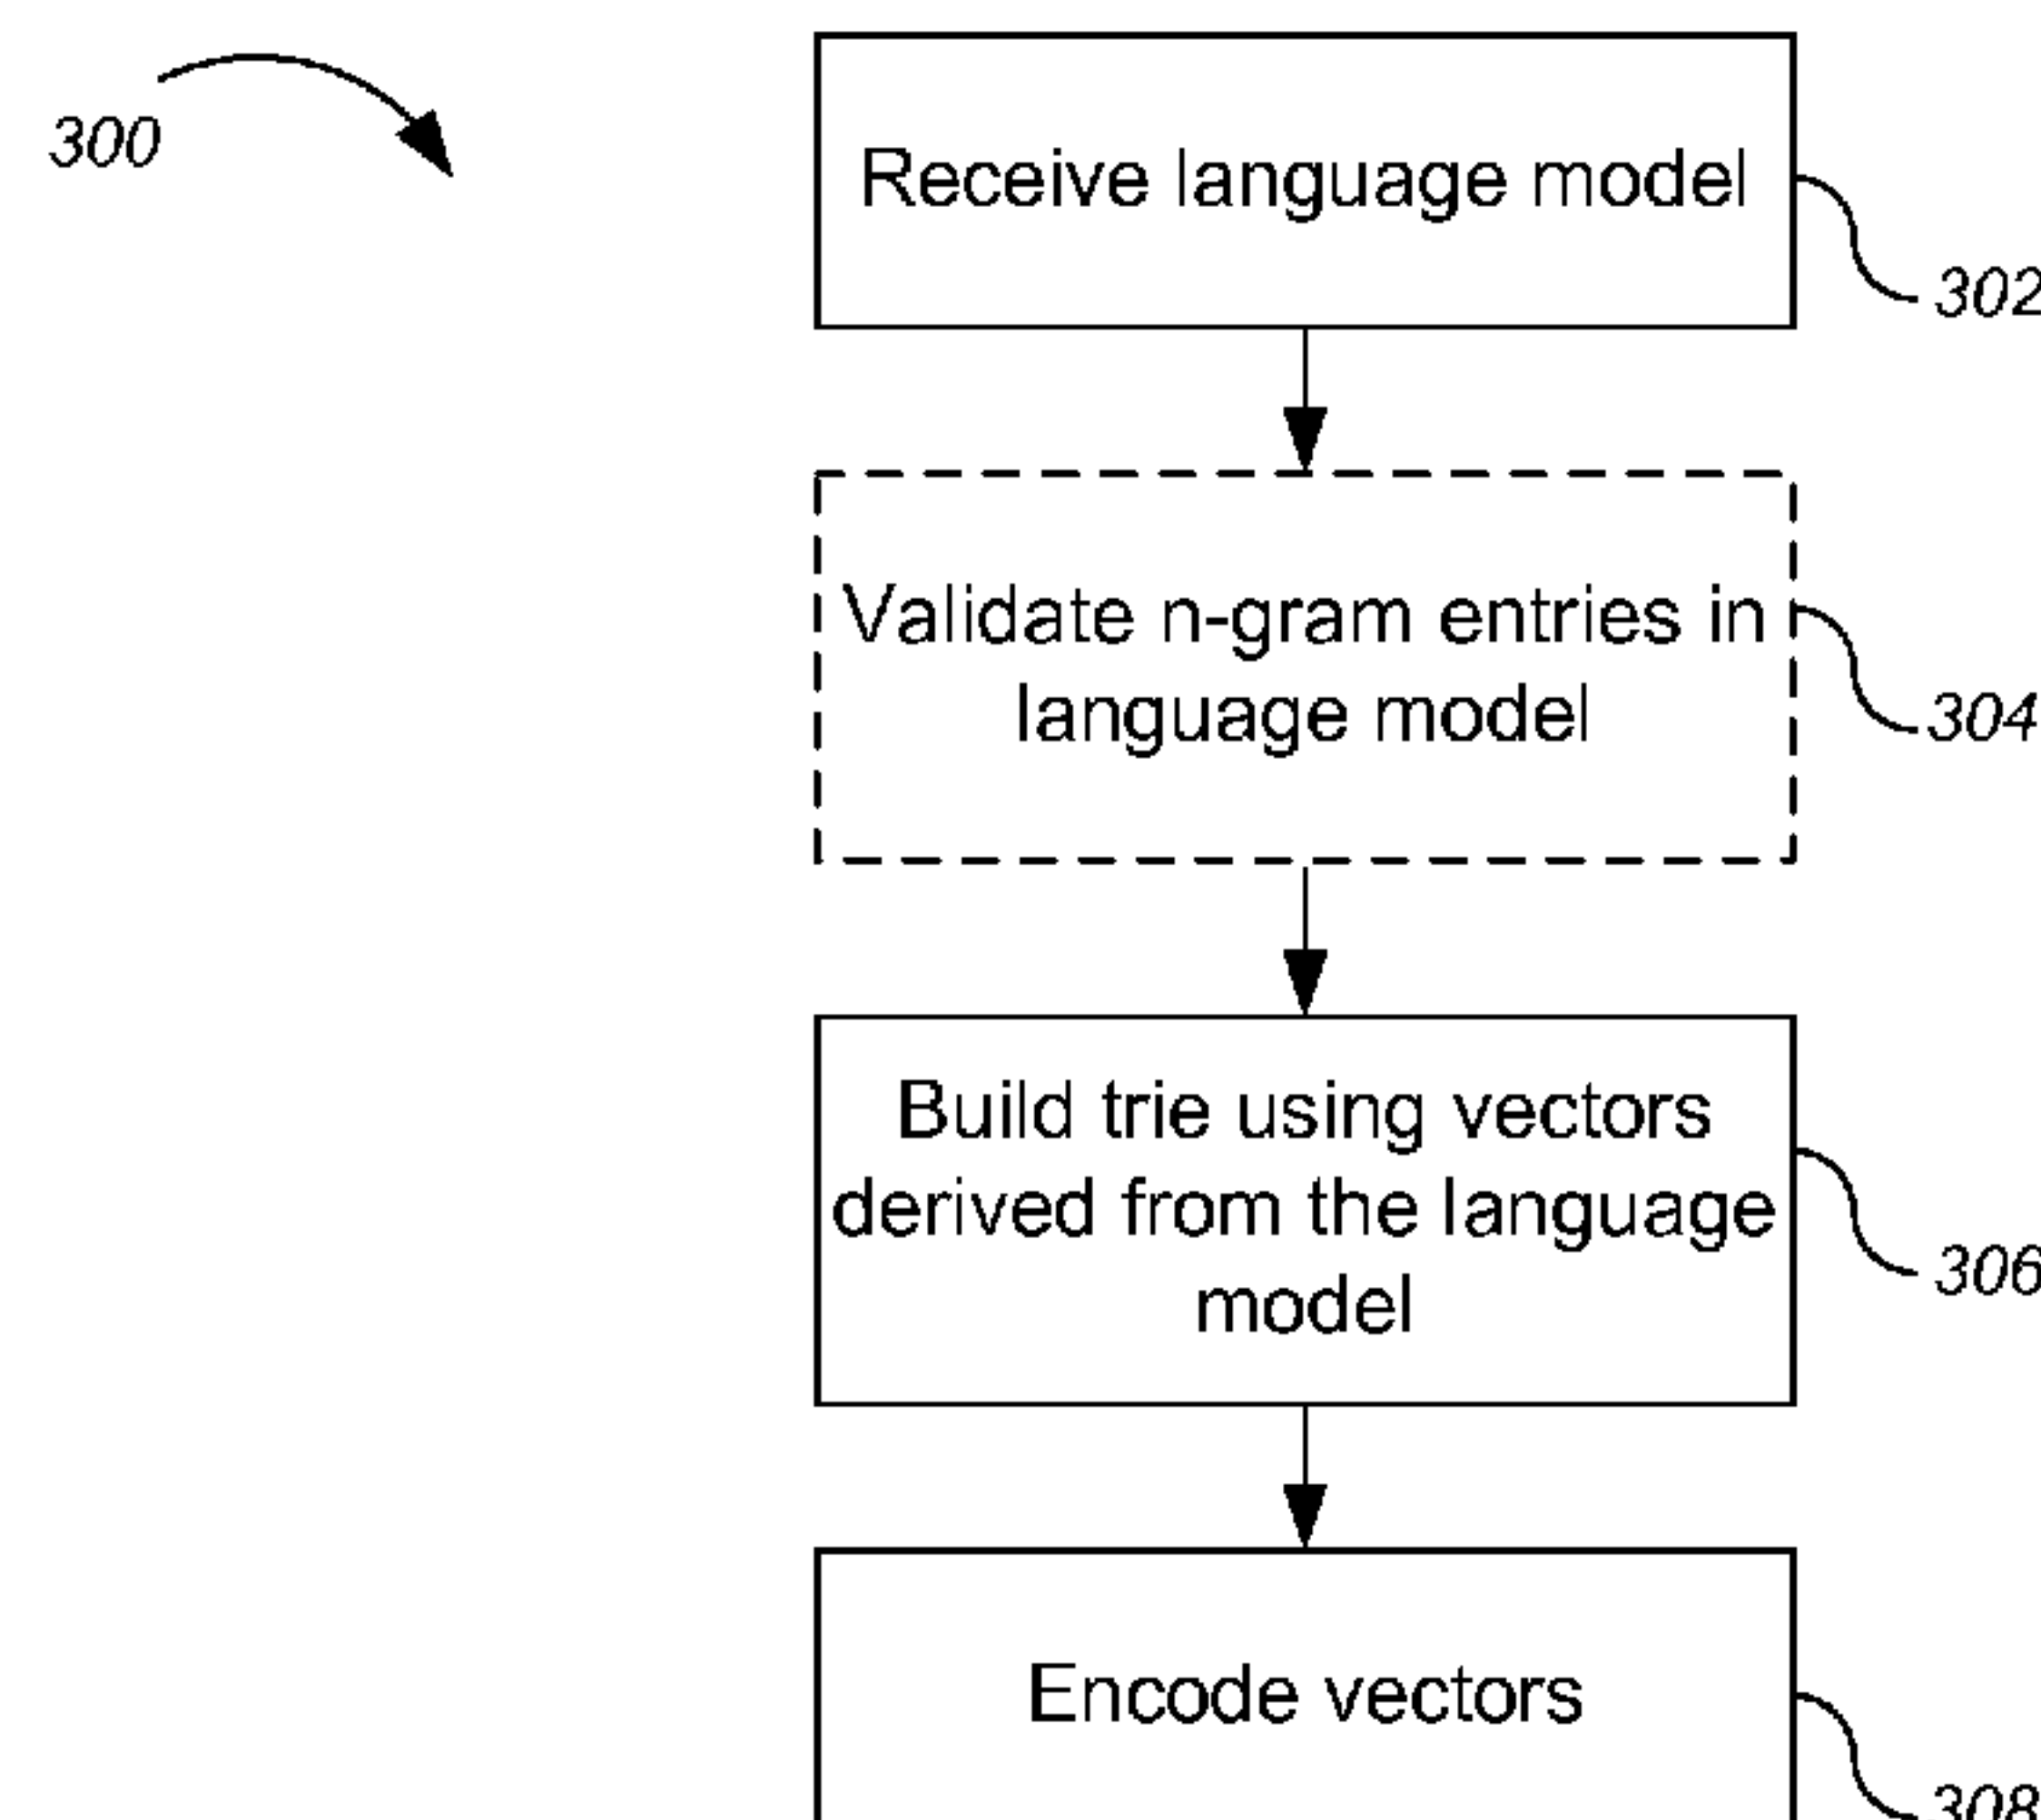 300
Receive language model
302
Validate n-gram entries in
language model
304
Build trie using vectors
derived from the language
model
306
Encode vectors
308